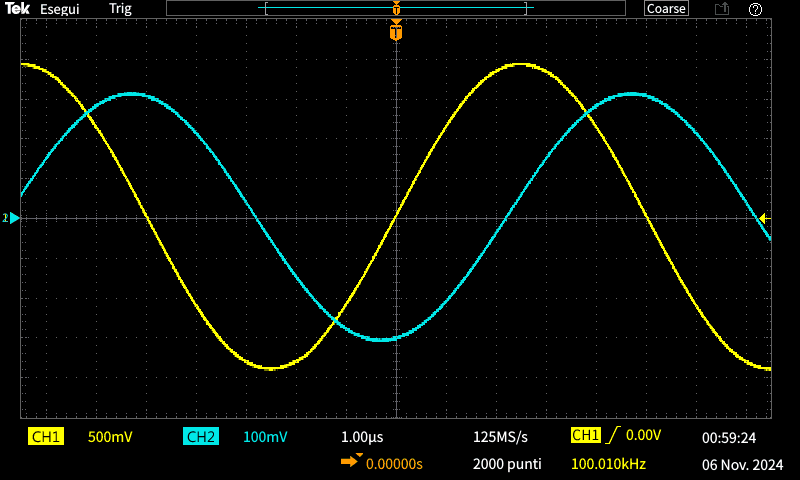 Tek Esegui Trig Coarse ?
T
T
2
CH1 500mV CH2 100mV 1.00µs 125MS/s CH1 0.00V 00:59:24
0.00000s 2000 punti 100.010kHz 06 Nov. 2024